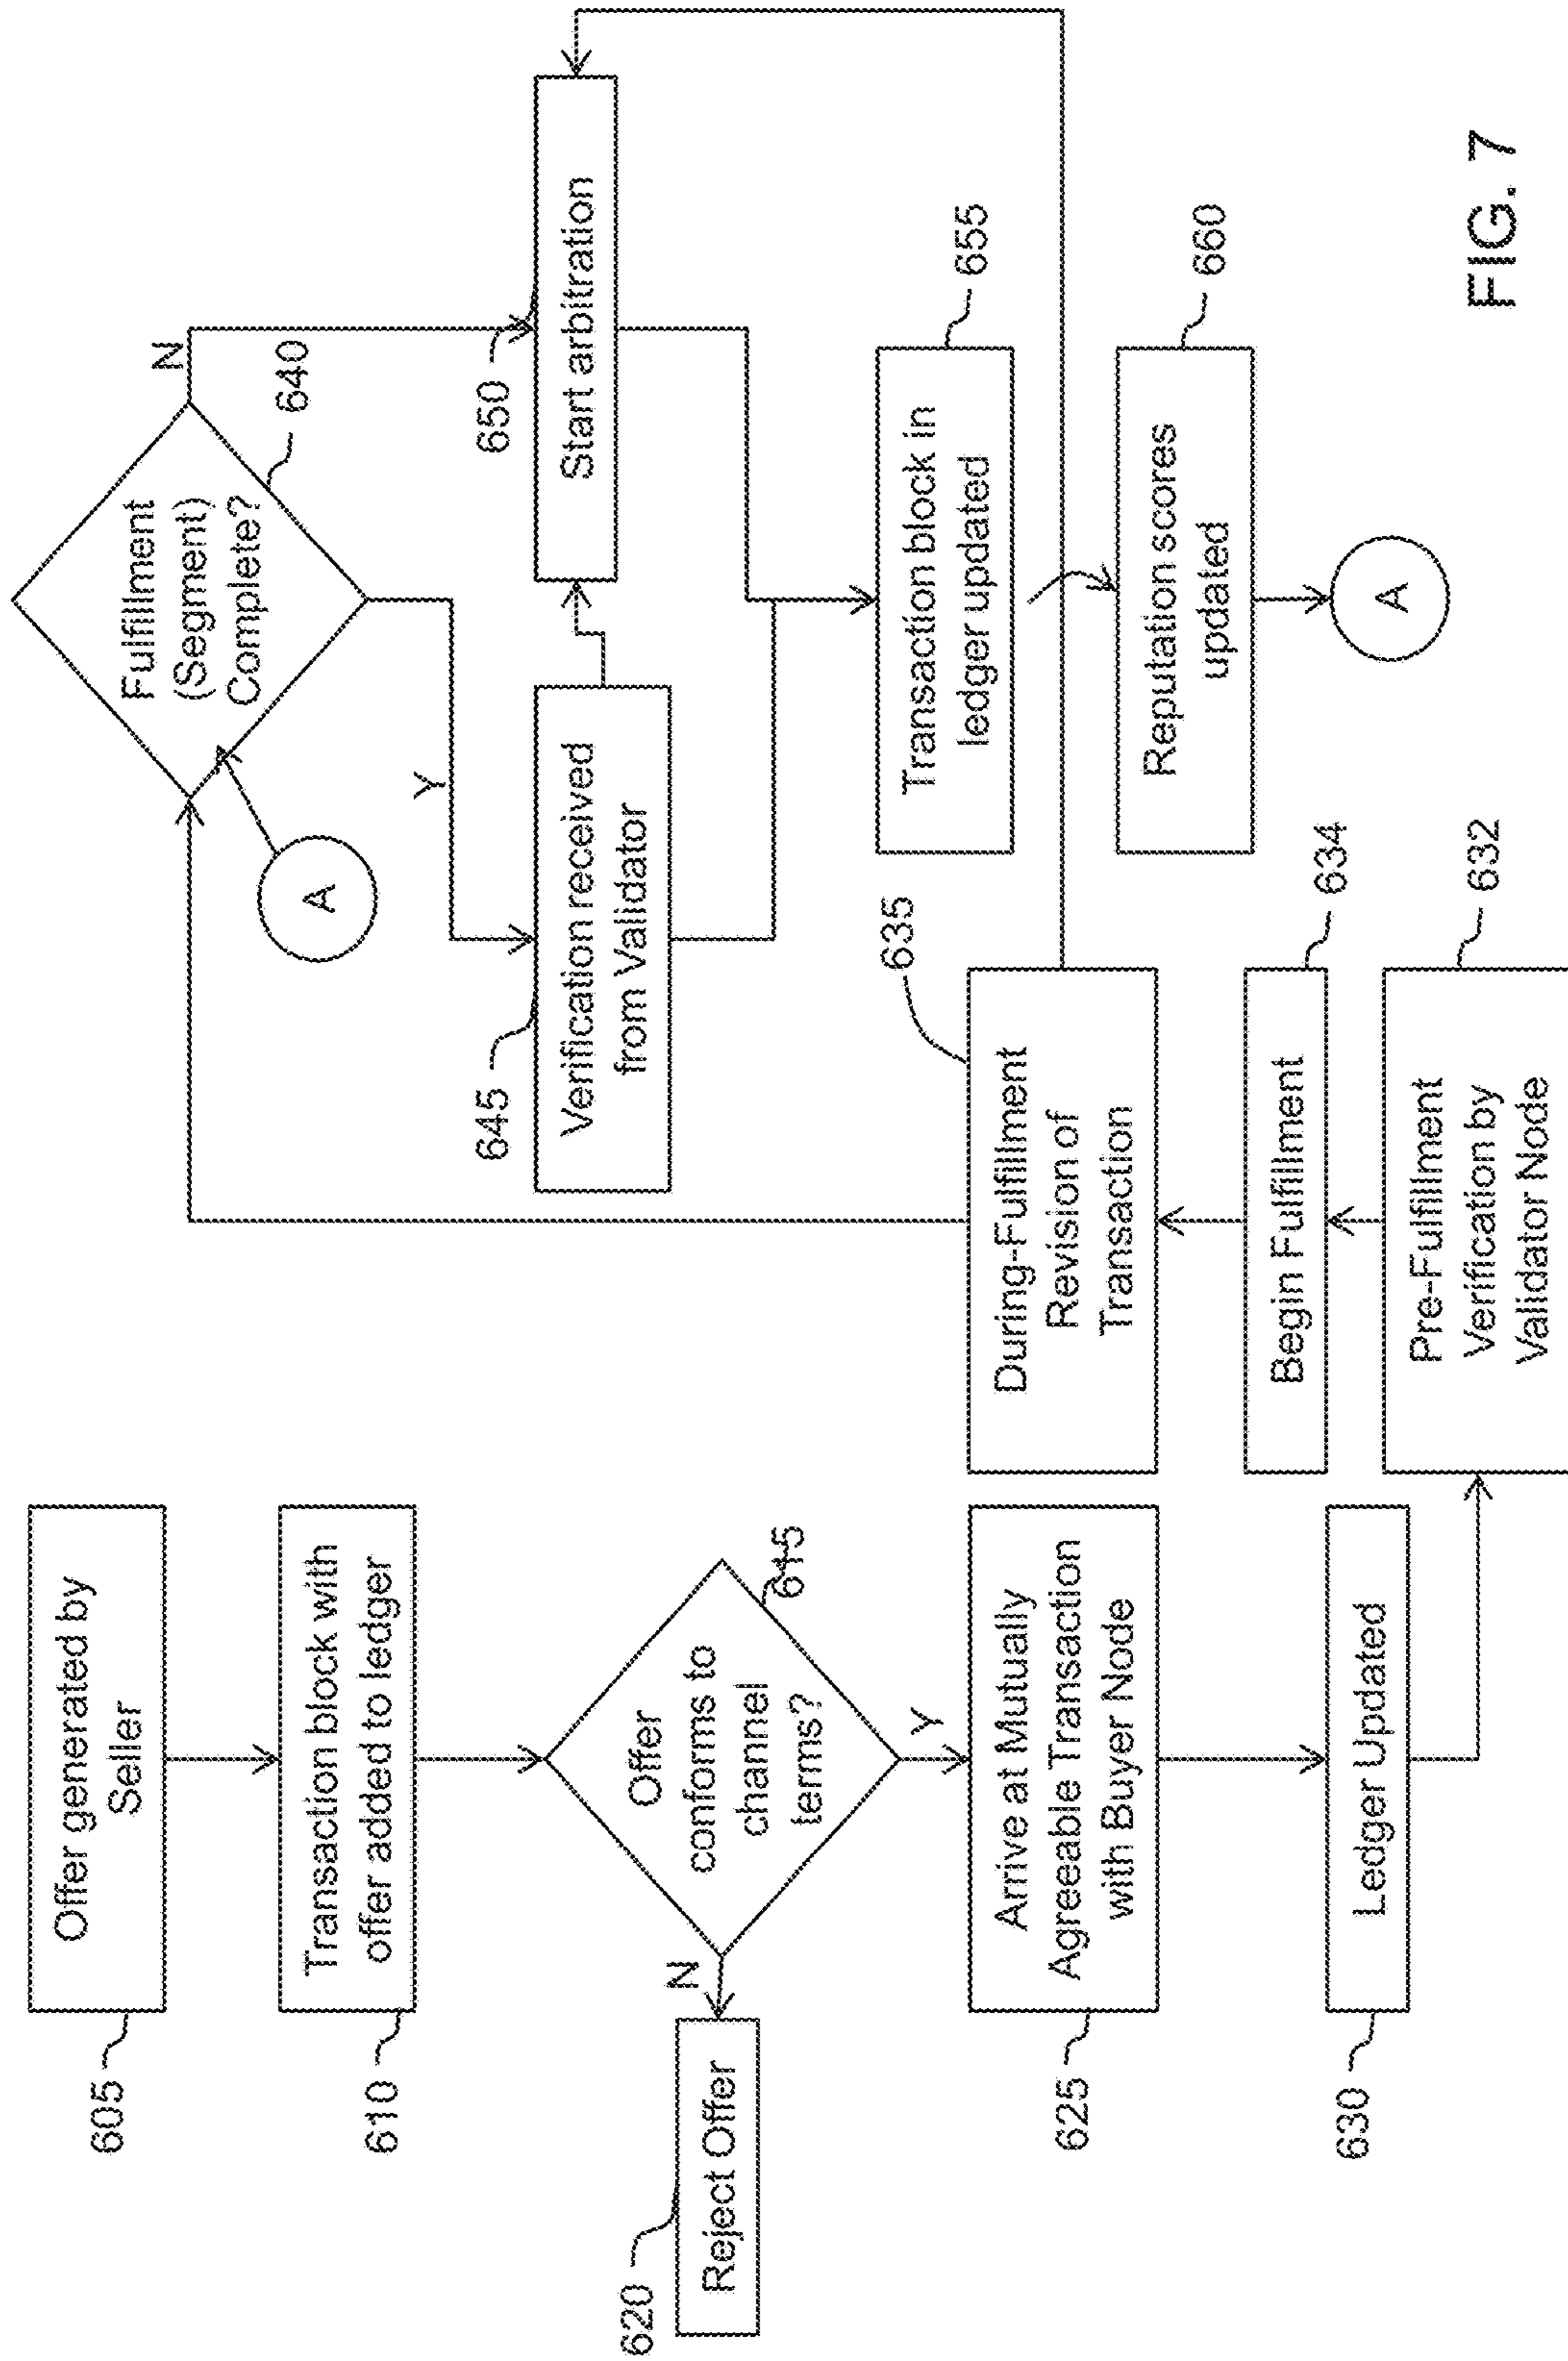 605
Offer generated by
Seller
610
Transaction block with
offer added to ledger
615
Offer
conforms to
channel
terms?
N
620
Reject Offer
Y
625
Arrive at Mutually
Agreeable Transaction
with Buyer Node
630
Ledger Updated
632
Pre-Fulfillment
Verification by
Validator Node
634
Begin Fulfillment
635
During-Fulfillment
Revision of
Transaction
A
Fulfillment
(Segment)
Complete?
640
N
Y
645
Verification received
from Validator
650
Start arbitration
655
Transaction block in
ledger updated
660
Reputation scores
updated
A
FIG. 7